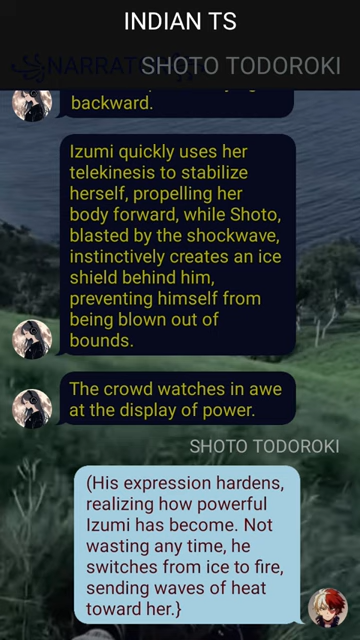 INDIAN TS
SHOTO TODOROKI
backward.
Izumi quickly uses her
telekinesis to stabilize
herself, propelling her
body forward, while Shoto,
blasted by the shockwave,
instinctively creates an ice
shield behind him,
preventing himself from
being blown out of
bounds.
The crowd watches in awe
at the display of power.
SHOTO TODOROKI
(His expression hardens,
realizing how powerful
Izumi has become. Not
wasting any time, he
switches from ice to fire,
sending waves of heat
toward her.}